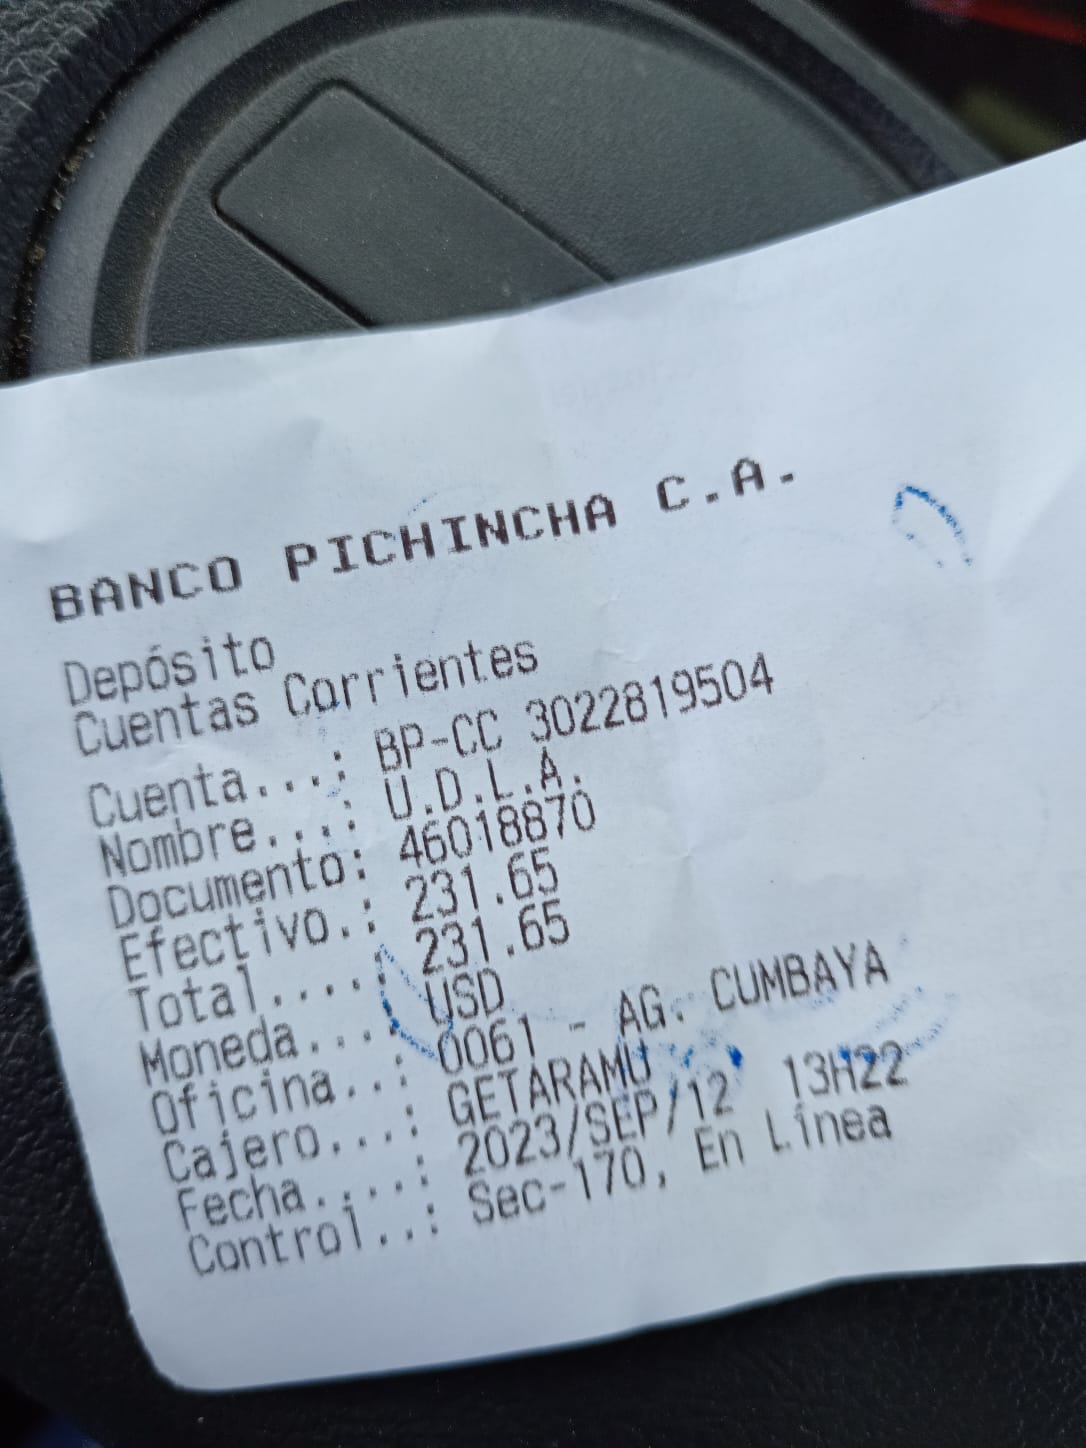 BANCO PICHINCHA C.A.
Depósito
Cuentas Corrientes
Cuenta...: BP-CC 3022819504
Nombre...: U.D.L.A.
Documento: 46018870
Efectivo.: 231.65
Total....: 231.65
Moneda...: USD
Oficina..: 0061 - AG. CUMBAYA
Cajero...: GETARAMU
Fecha....: 2023/SEP/12 13H22
Control..: Sec-170, En Línea